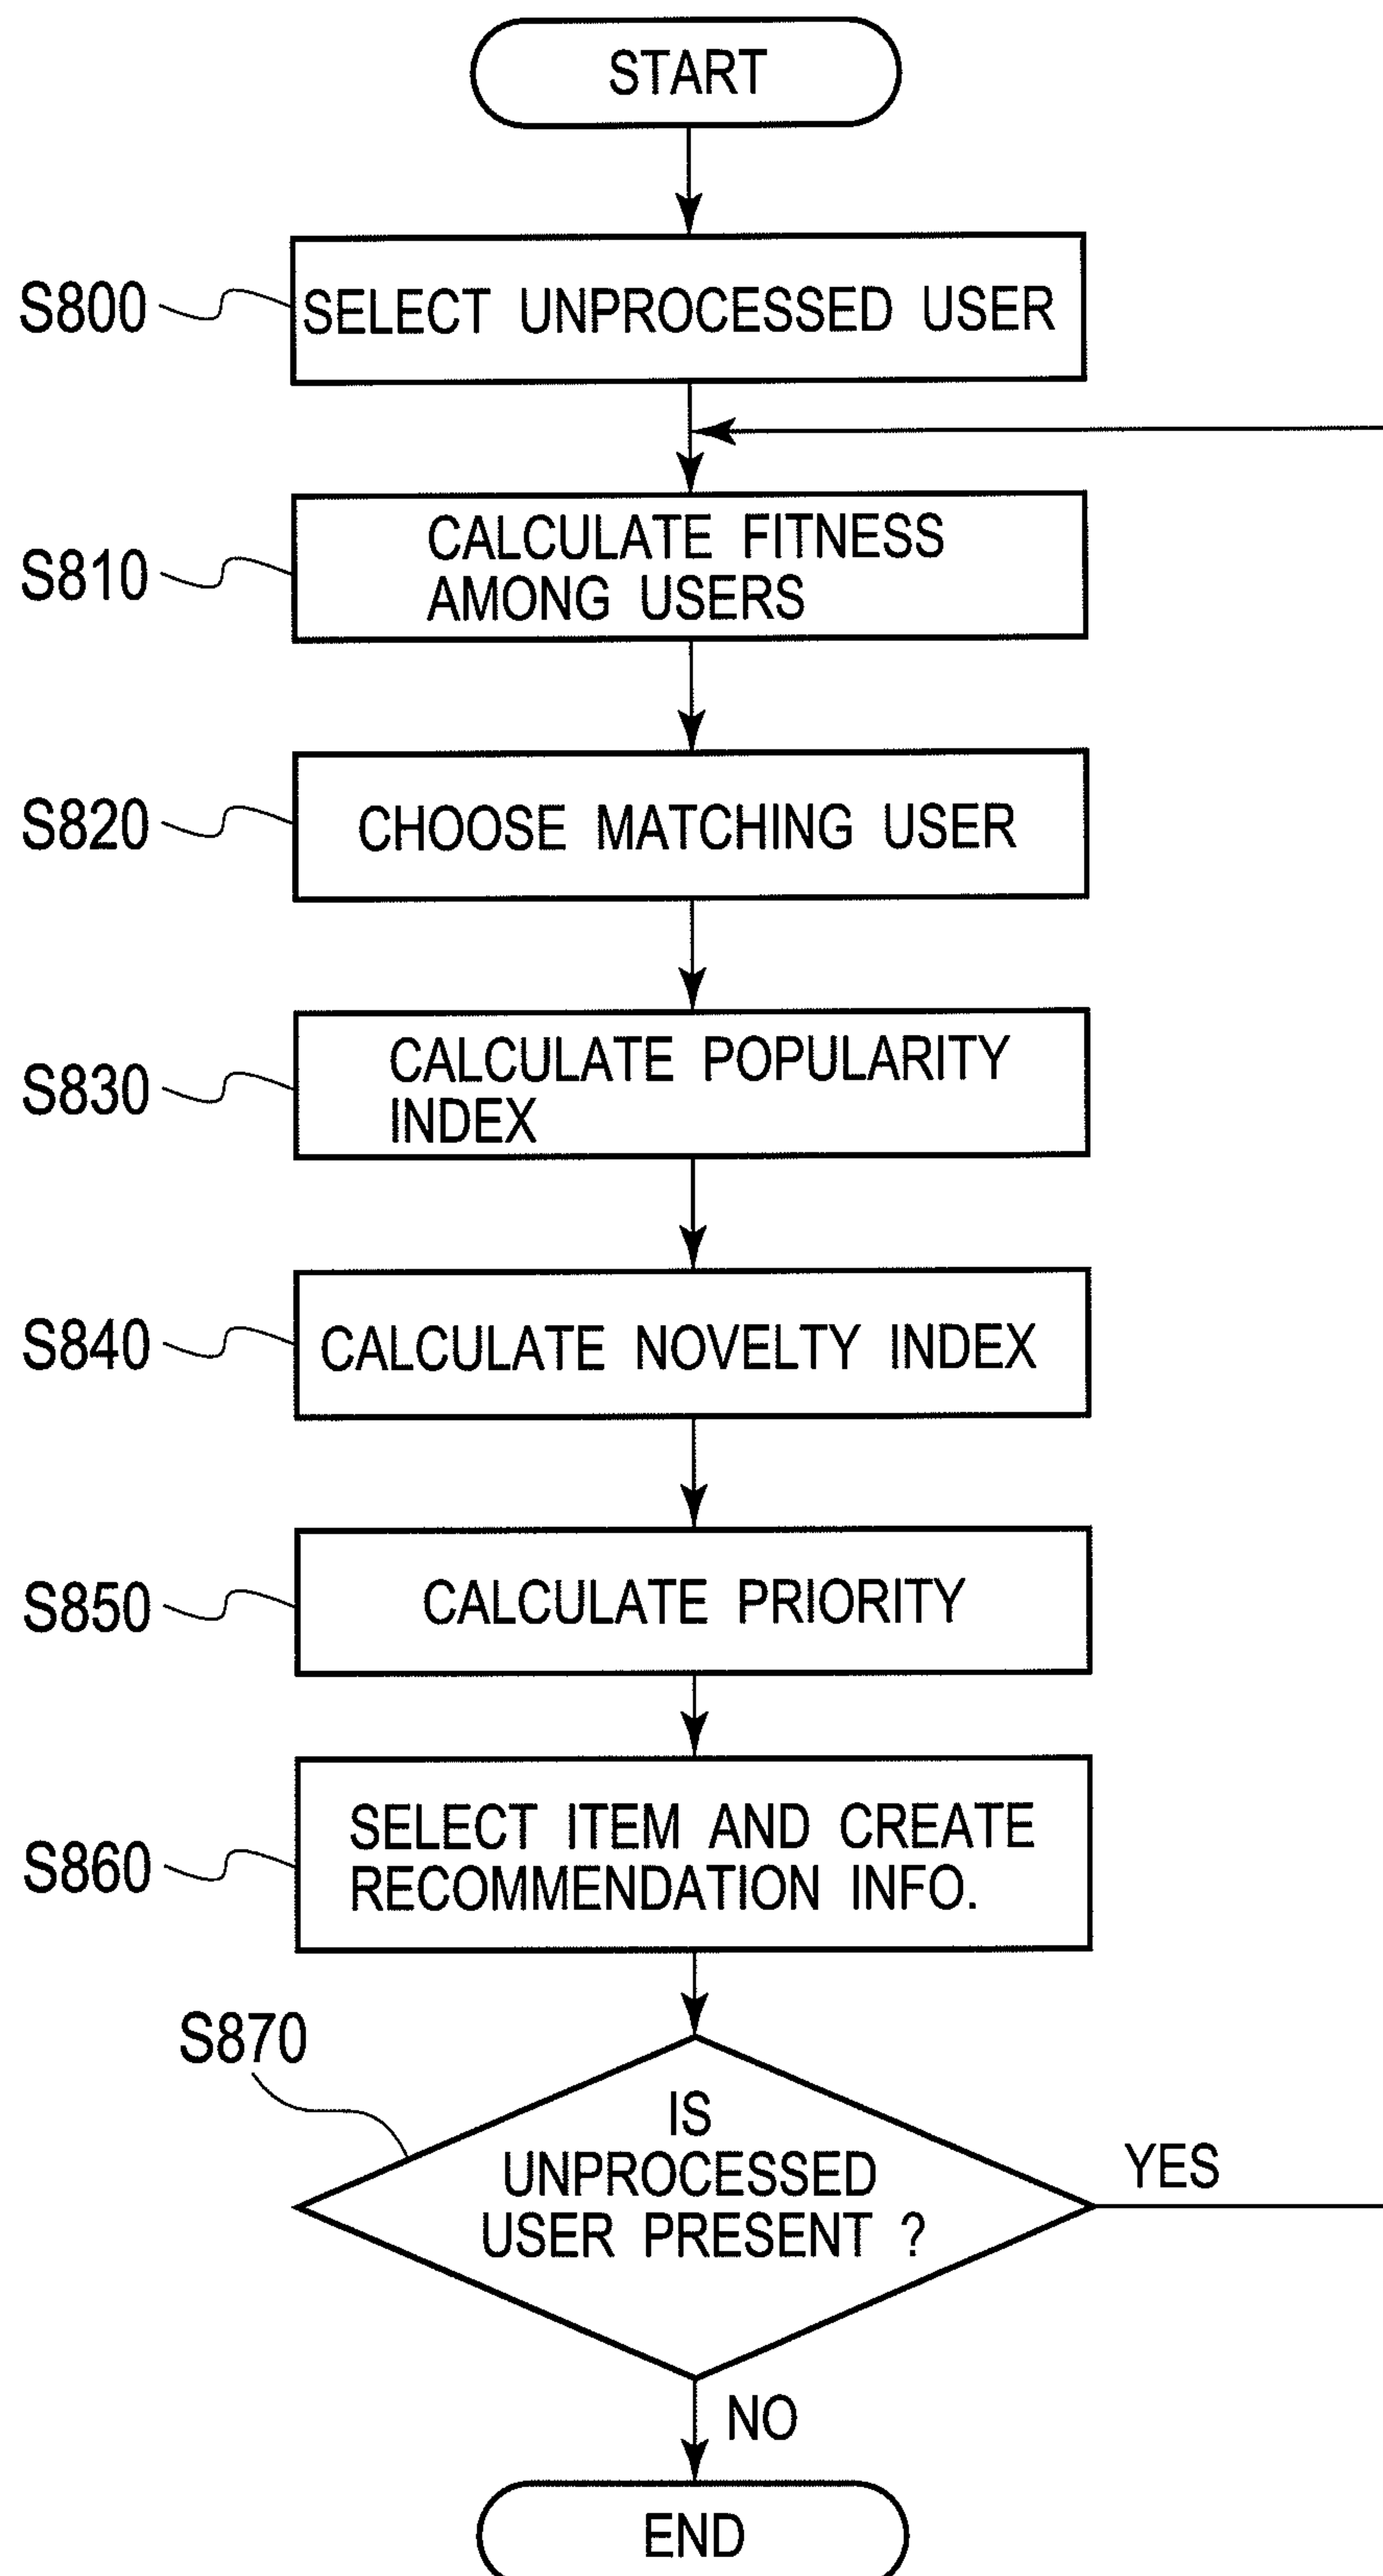 START
S800
SELECT UNPROCESSED USER
S810
CALCULATE FITNESS
AMONG USERS
S820
CHOOSE MATCHING USER
S830
CALCULATE POPULARITY
INDEX
S840
CALCULATE NOVELTY INDEX
S850
CALCULATE PRIORITY
S860
SELECT ITEM AND CREATE
RECOMMENDATION INFO.
S870
IS
UNPROCESSED
USER PRESENT ?
YES
NO
END